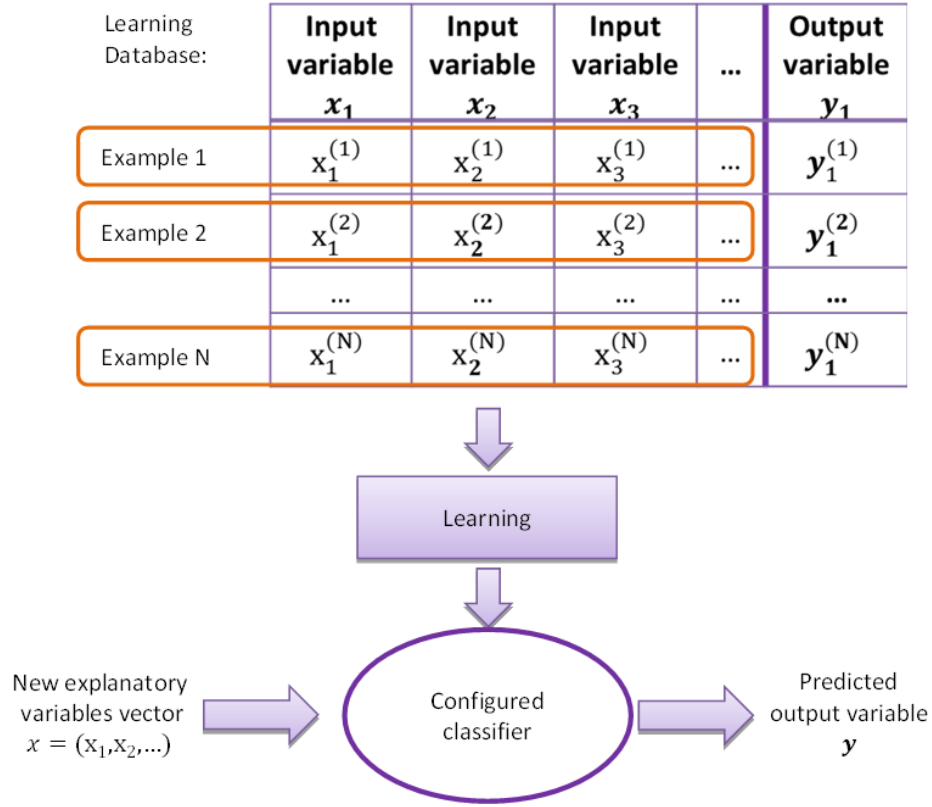 Learning
Database:
Input variable x₁
Input variable x₂
Input variable x₃
...
Output variable y₁
Example 1 x₁⁽¹⁾ x₂⁽¹⁾ x₃⁽¹⁾ ... y₁⁽¹⁾
Example 2 x₁⁽²⁾ x₂⁽²⁾ x₃⁽²⁾ ... y₁⁽²⁾
... ... ... ... ...
Example N x₁⁽ᴺ⁾ x₂⁽ᴺ⁾ x₃⁽ᴺ⁾ ... y₁⁽ᴺ⁾
Learning
New explanatory
variables vector
x = (x₁,x₂,...)
Configured
classifier
Predicted
output variable
y